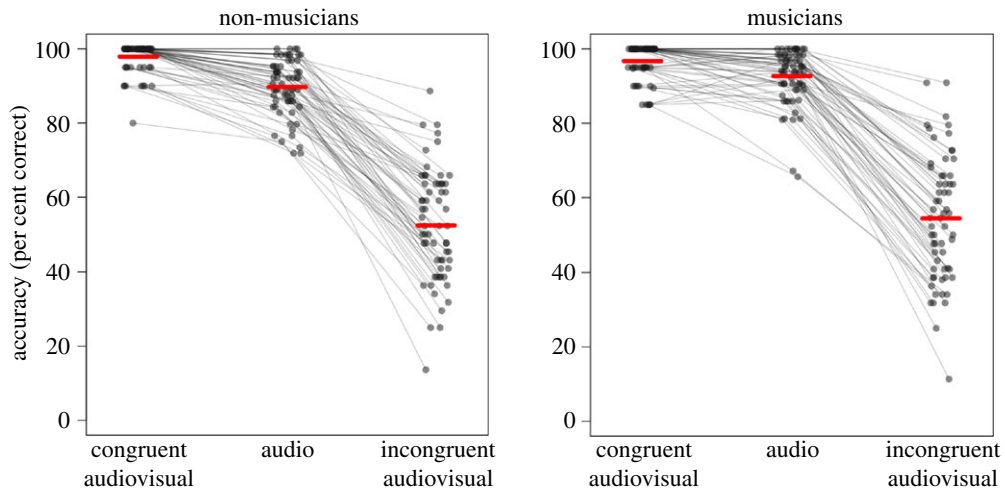 non-musicians
musicians
accuracy (per cent correct)
100
80
60
40
20
0
congruent audiovisual
audio
incongruent audiovisual
100
80
60
40
20
0
congruent audiovisual
audio
incongruent audiovisual